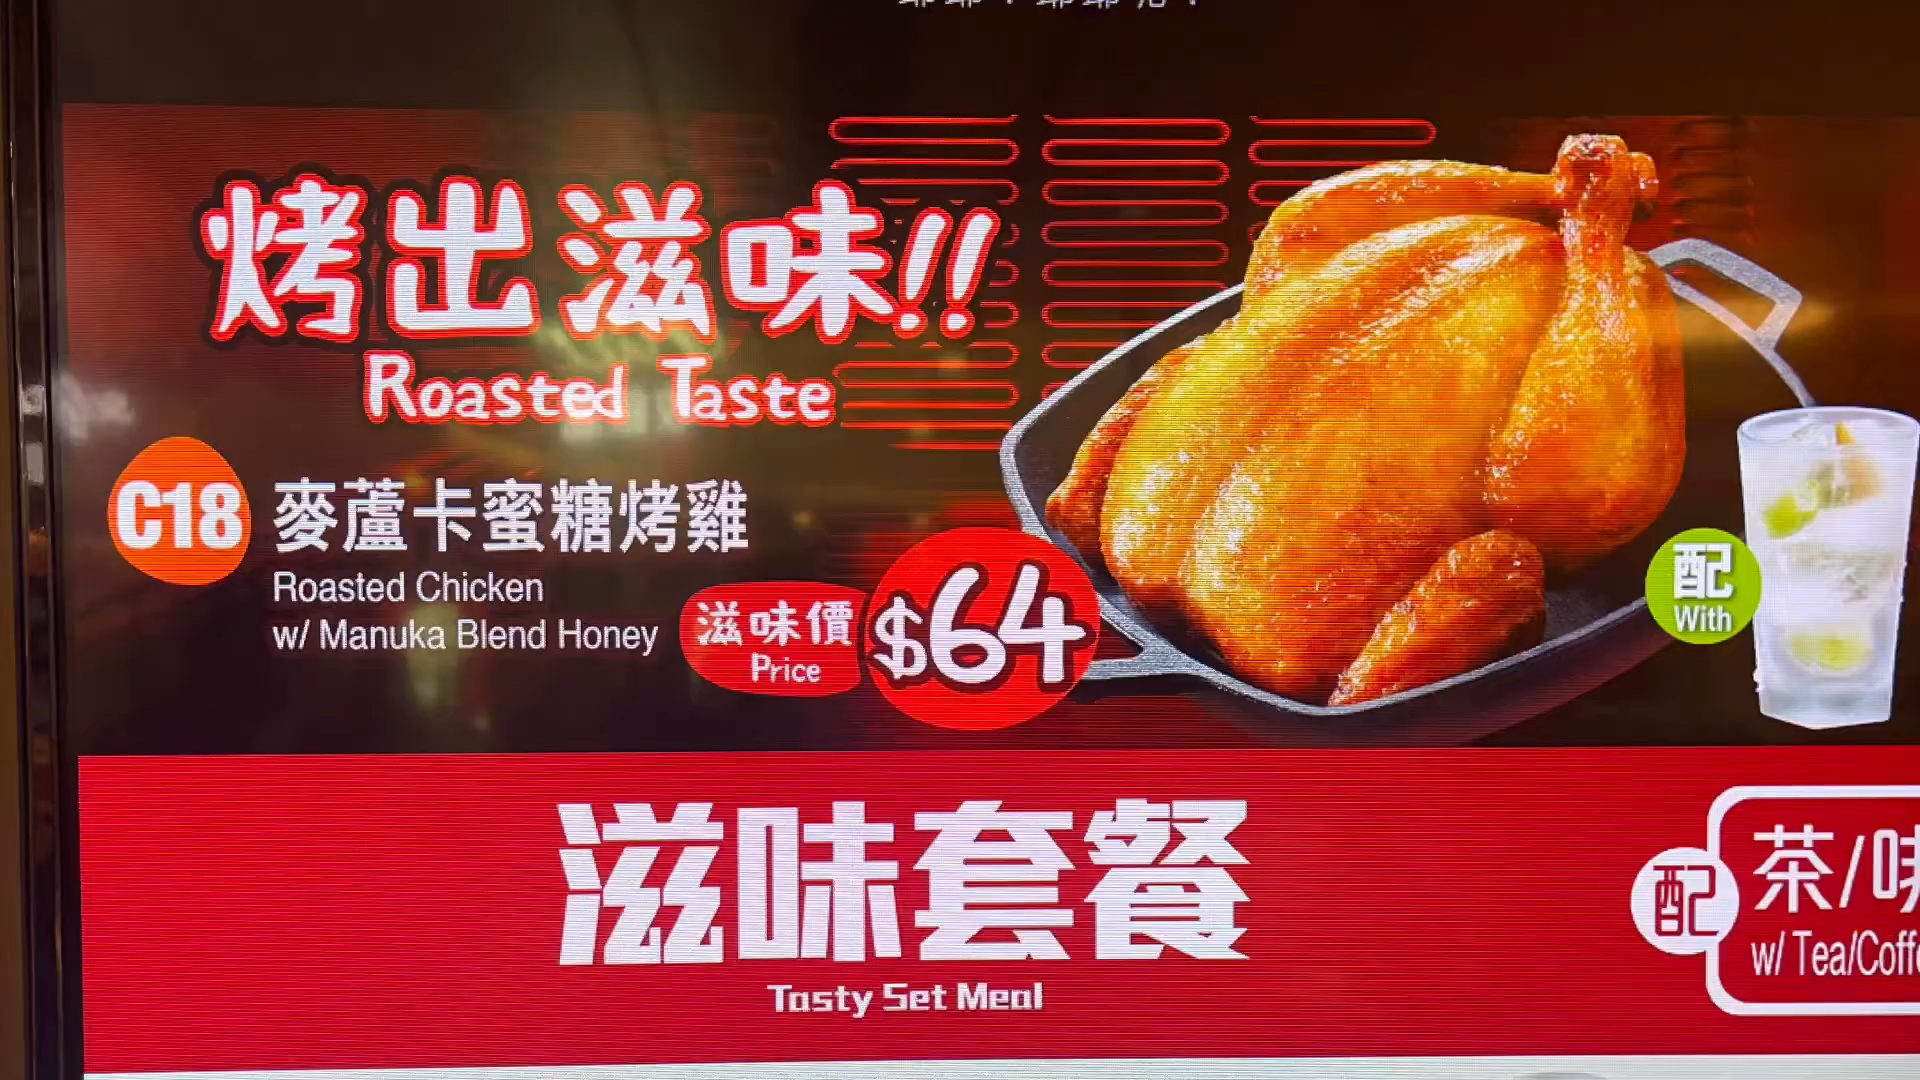 烤出滋味!!
Roasted Taste
C18
麥蘆卡蜜糖烤雞
Roasted Chicken
w/ Manuka Blend Honey
滋味價
Price
$64
配
With
滋味套餐
Tasty Set Meal
配
茶/
w/ Tea/Coff